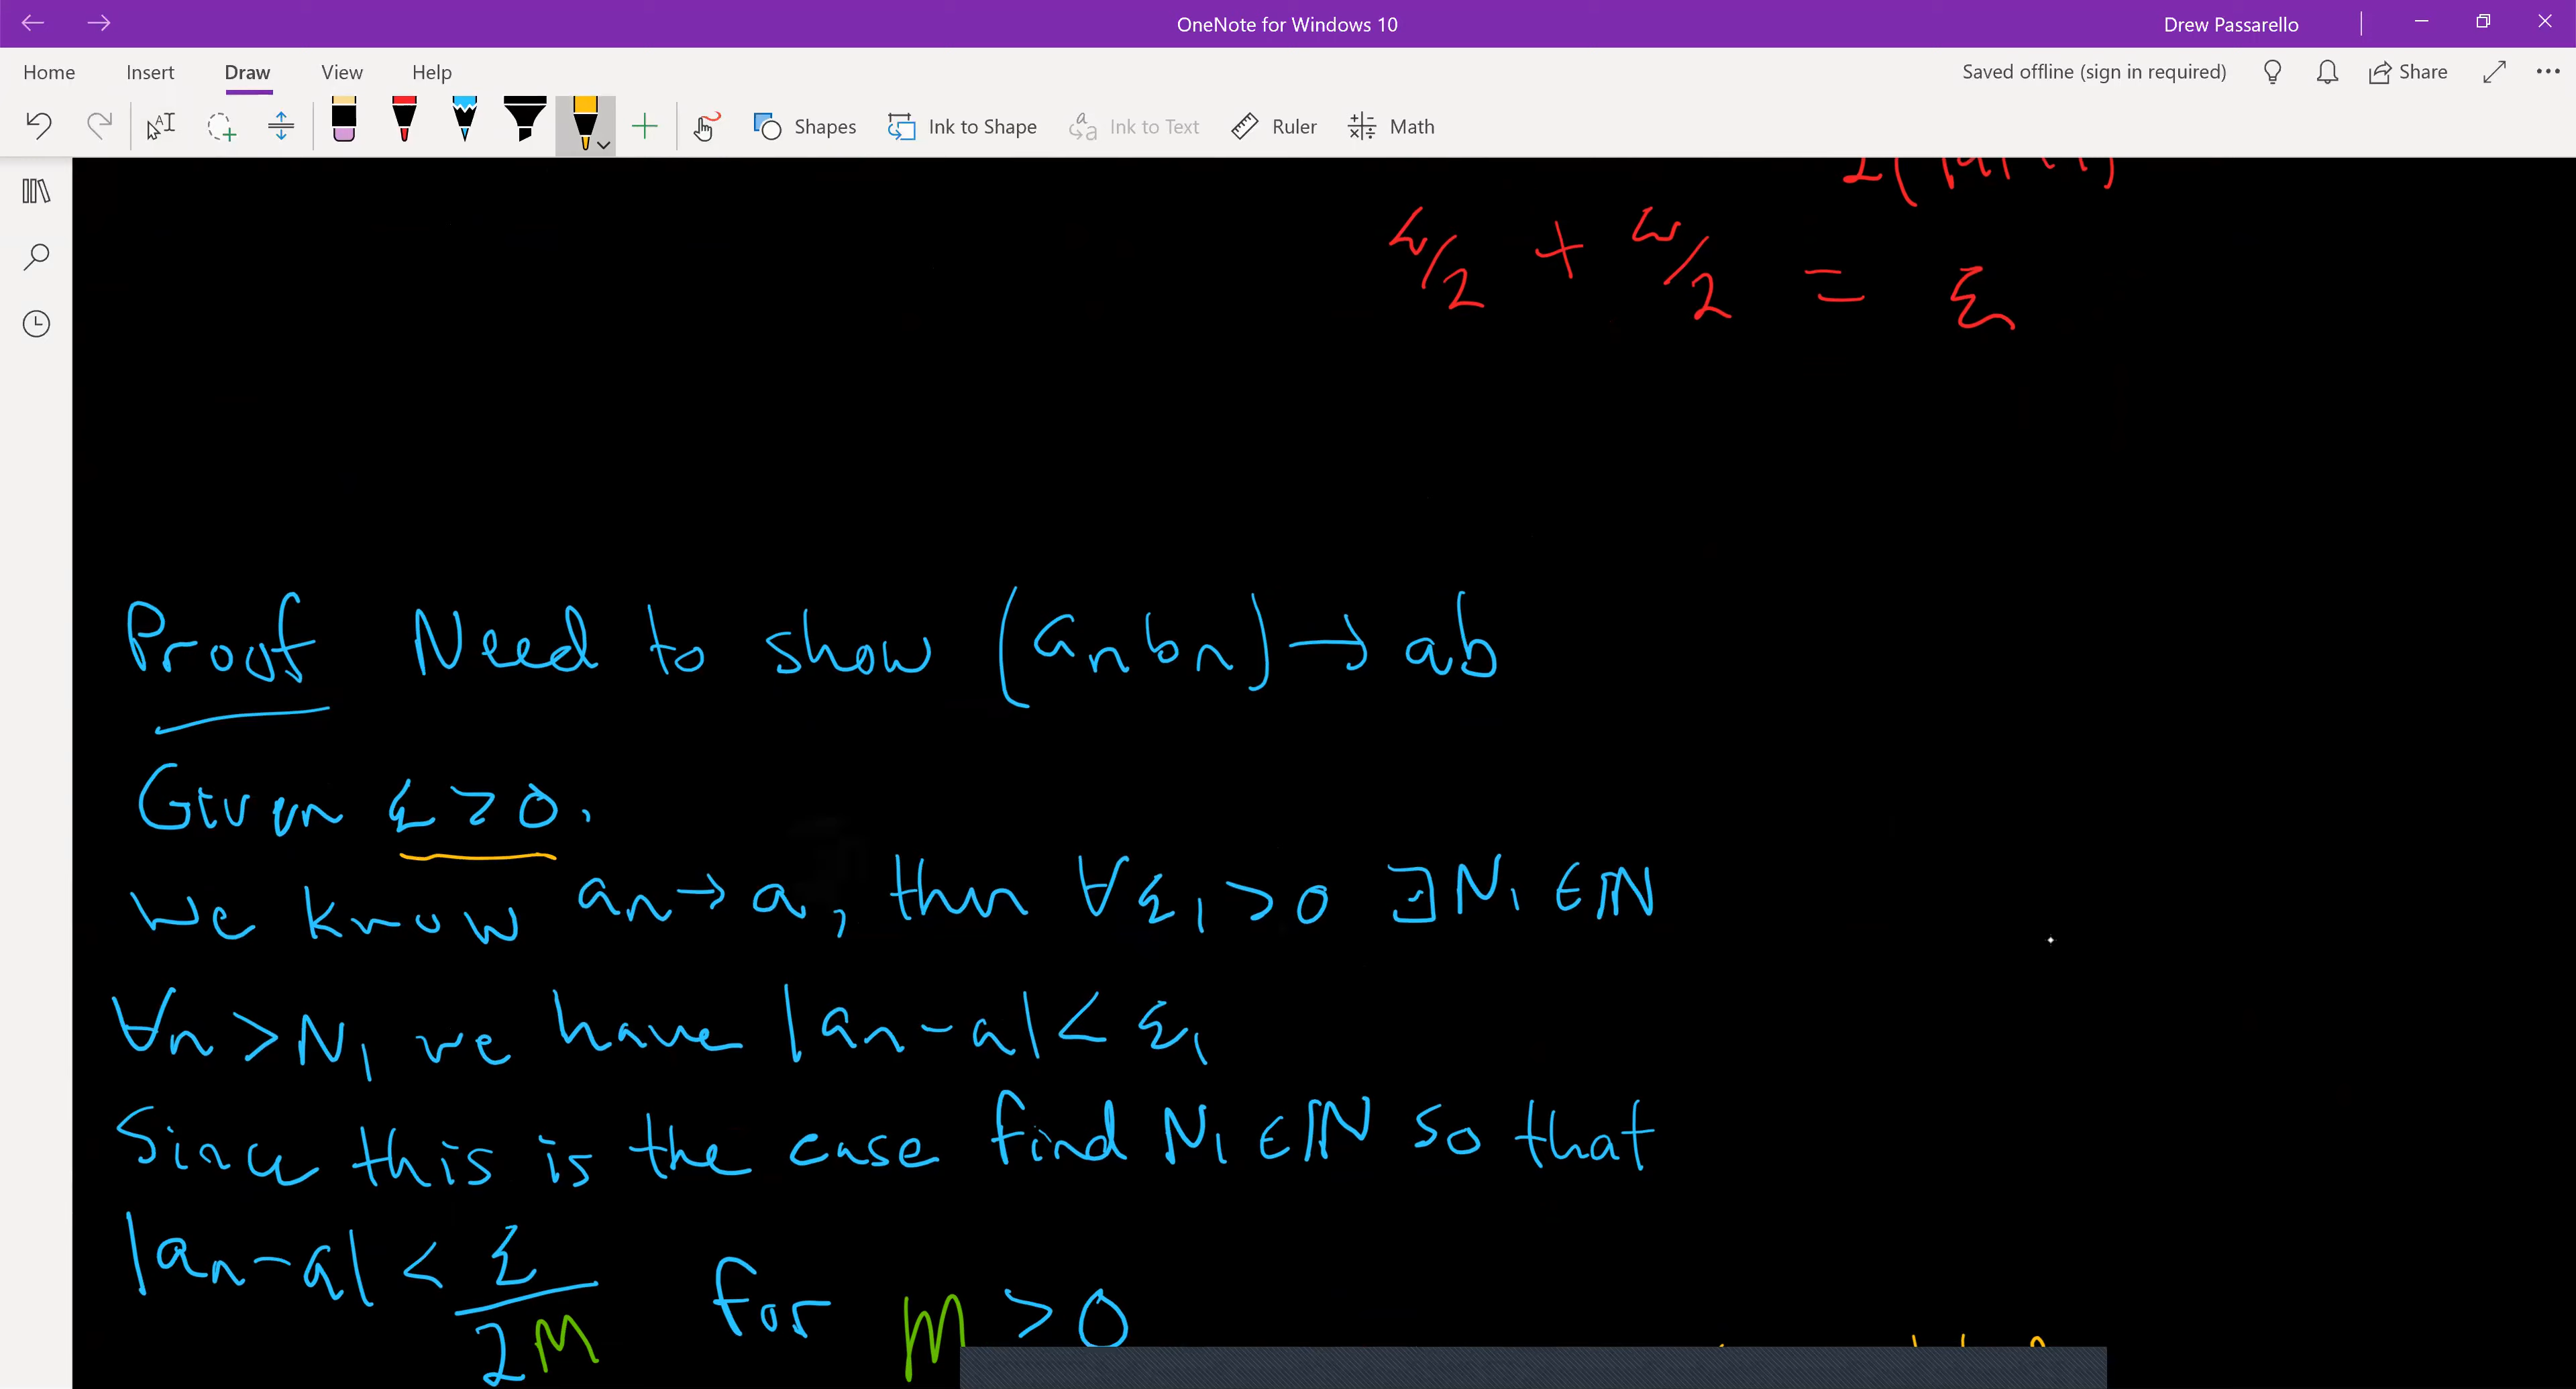 OneNote for Windows 10
Drew Passarello
Home Insert Draw View Help
Saved offline (sign in required) Share
Shapes Ink to Shape Ink to Text Ruler Math
ε/2 + ε/2 = ε
Proof Need to show (aₙbₙ) → ab
Given ε > 0.
We know aₙ → a, then ∀ε₁ > 0 ∃N₁ ∈ ℕ
∀n > N₁ we have |aₙ - a| < ε₁
Since this is the case find N₁ ∈ ℕ so that
|aₙ - a| < ε/2M for M > 0